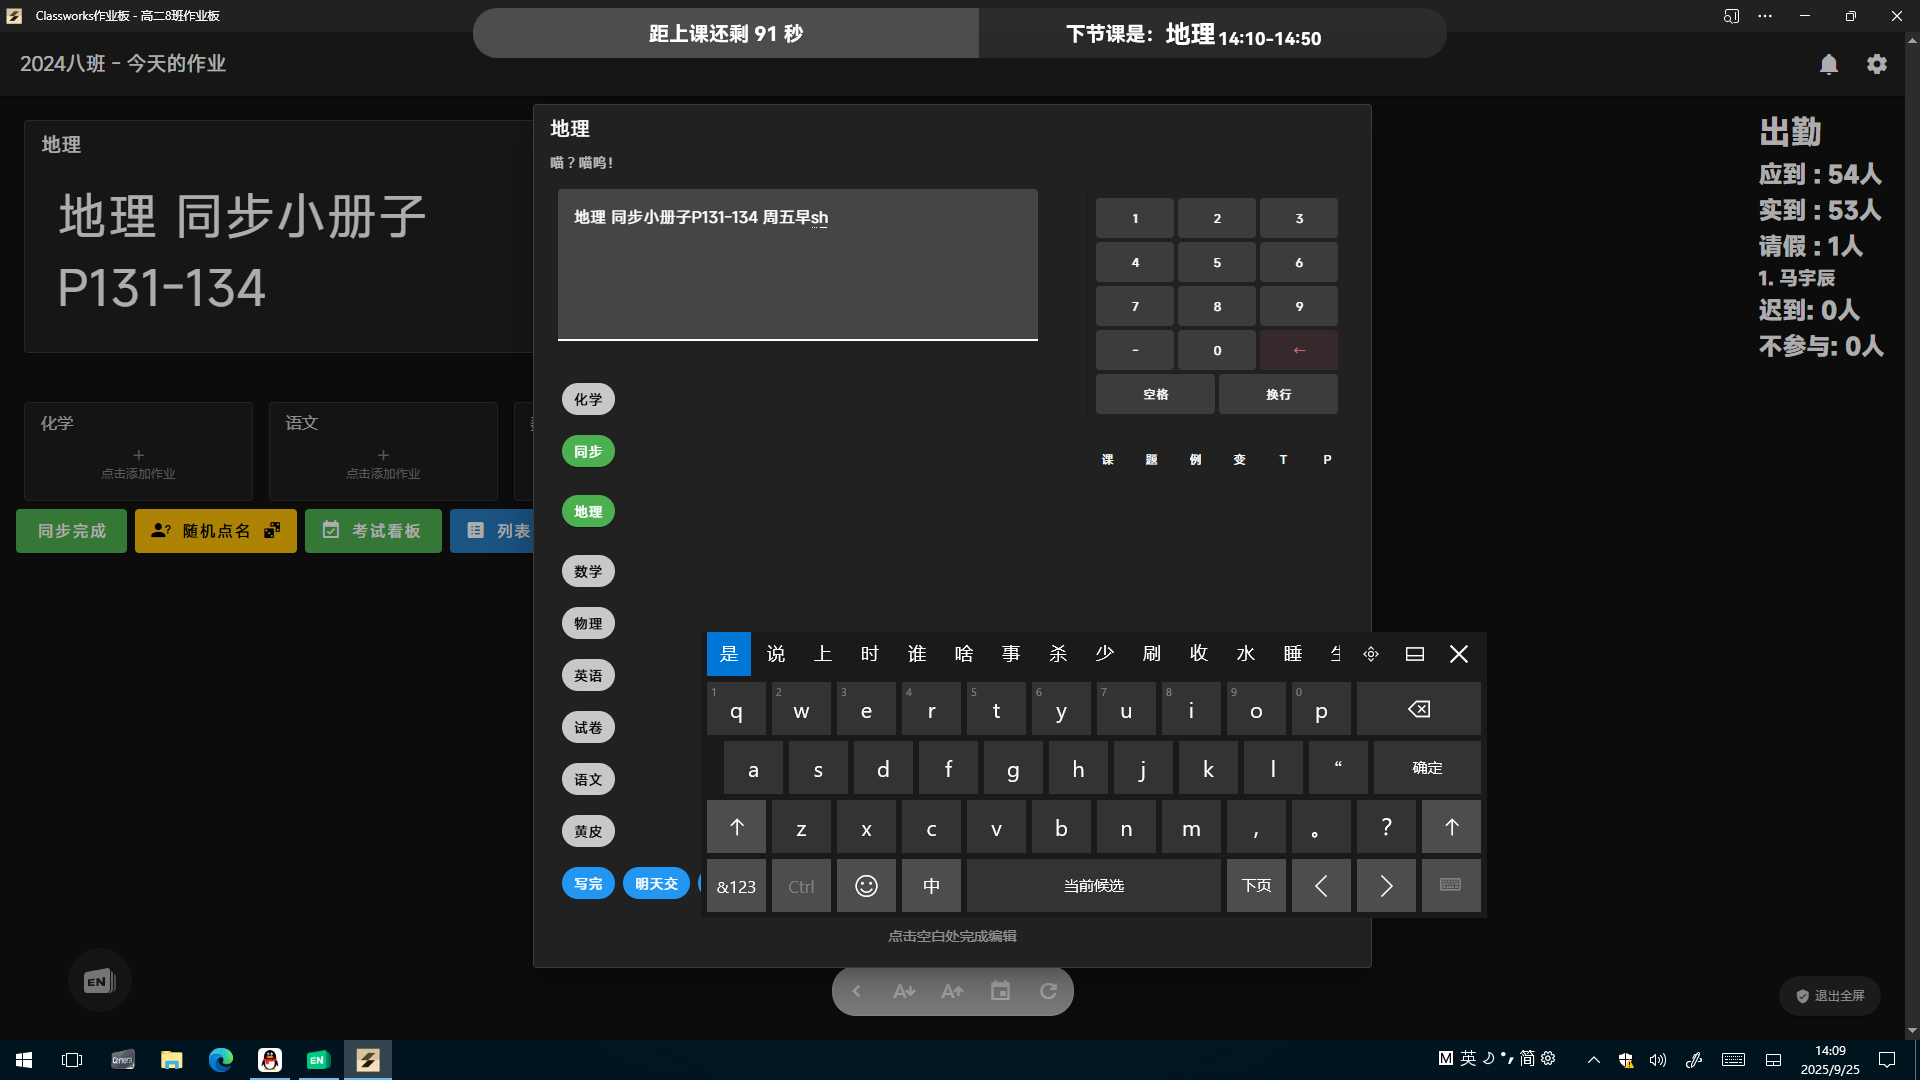 Classworks作业板 - 高二8班作业板
距上课还剩 91 秒
下节课是：地理 14:10-14:50
2024八班 - 今天的作业
地理
地理 同步小册子
P131-134
化学
点击添加作业
语文
点击添加作业
同步完成
随机点名
考试看板
列表
地理
喵？喵呜！
地理 同步小册子P131-134 周五早sh
1 2 3
4 5 6
7 8 9
- 0 ←
空格 换行
课 题 例 变 T P
化学
同步
地理
数学
物理
英语
试卷
语文
黄皮
写完 明天交
是 说 上 时 谁 啥 事 杀 少 刷 收 水 睡
1 2 3 4 5 6 7 8 9 0
q w e r t y u i o p
a s d f g h j k l “ 确定
z x c v b n m , 。 ?
&123 Ctrl 中 当前候选 下页
点击空白处完成编辑
出勤
应到：54人
实到：53人
请假：1人
1. 马宇辰
迟到: 0人
不参与: 0人
EN
退出全屏
EN
M 英 简
14:09
2025/9/25